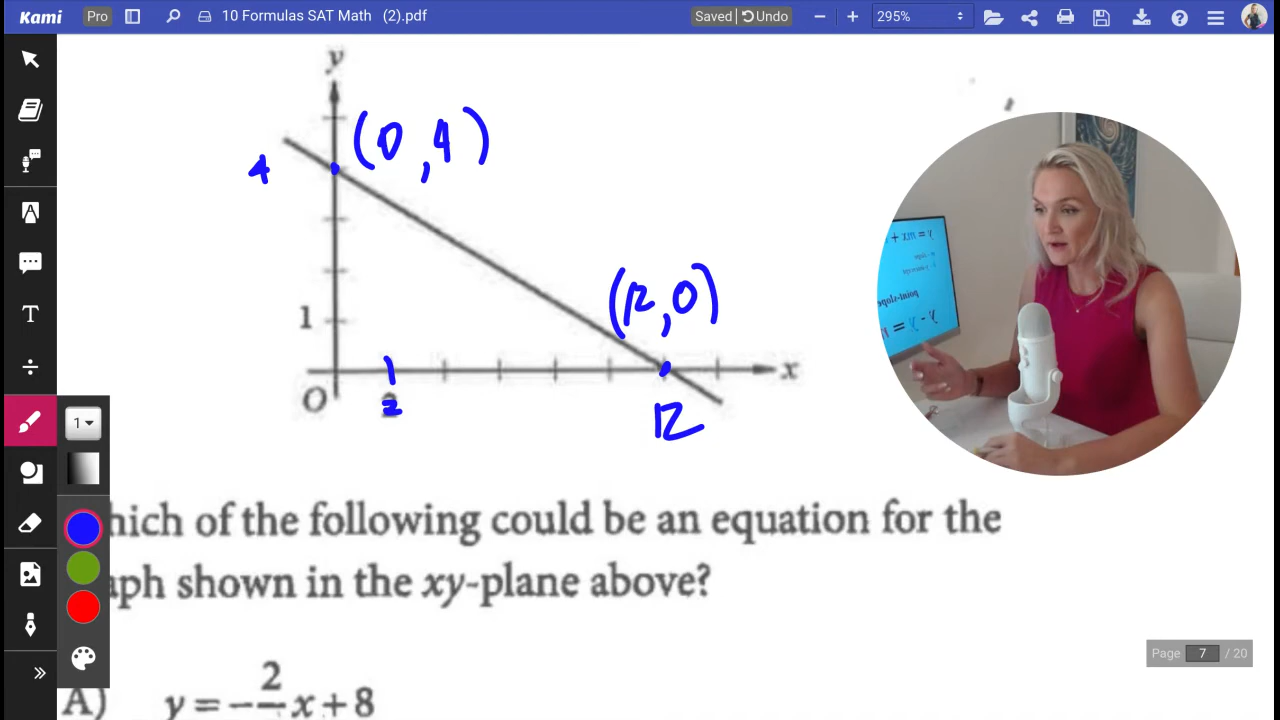 Kami Pro 10 Formulas SAT Math (2).pdf Saved Undo 295%
y
(0,4)
4
(12,0)
1
x
O
2
12
hich of the following could be an equation for the
aph shown in the xy-plane above?
A) y = -2 x + 8
T
1
Page 7 / 20
point-slope